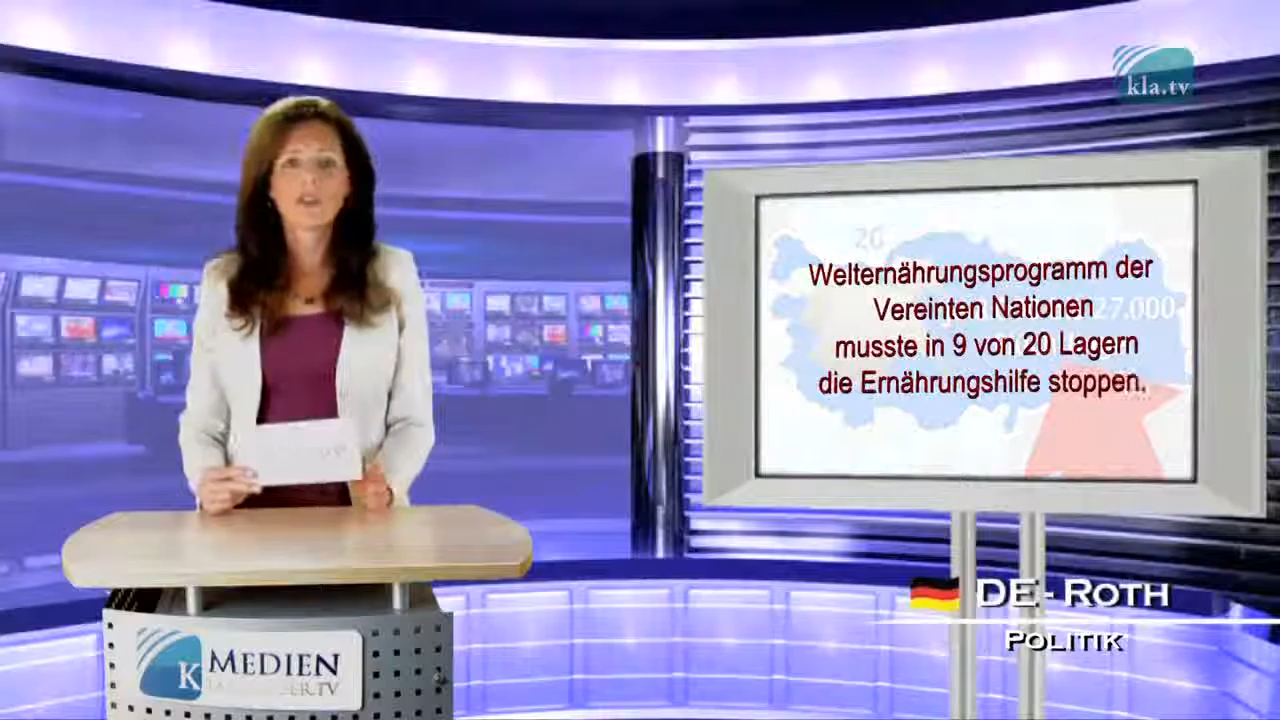 kla.tv
26
Welternährungsprogramm der
Vereinten Nationen
27.000
musste in 9 von 20 Lagern
die Ernährungshilfe stoppen.
DE - ROTH
POLITIK
K MEDIEN